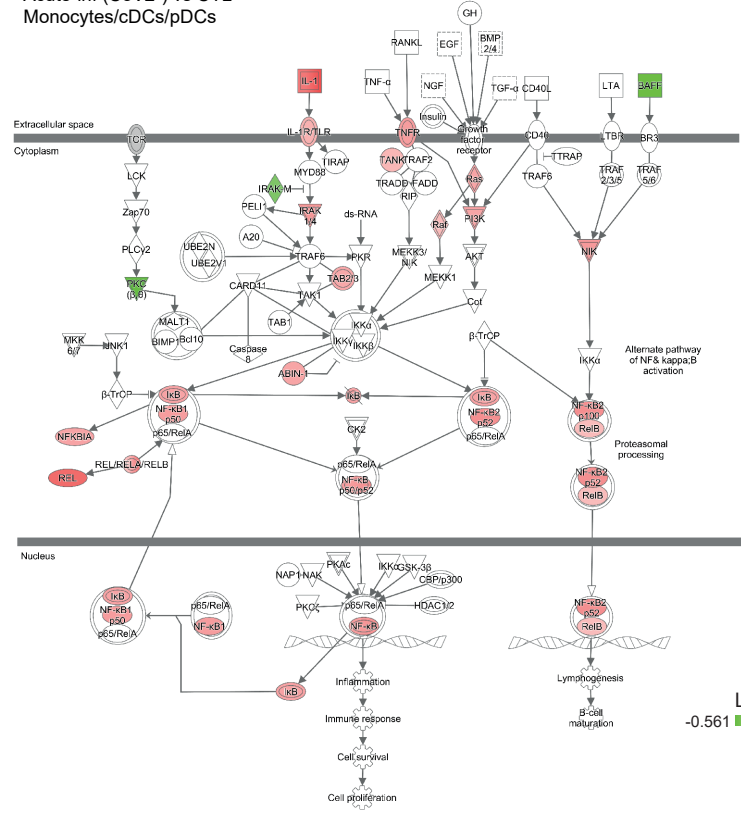 Monocytes/cDCs/pDCs
GH
RANKL
EGF
BMP
2/4
IL-1
TNF-α
NGF
TGF-α
CD40L
LTA
BAFF
Insulin
Extracellular space
TCR
IL-1R/TLR
TNFR
Growth
factor
receptor
CD40
LTBR
BR3
Cytoplasm
LCK
MYD88
TIRAP
TANK
TRAF2
TTRAP
TRAF6
TRAF
2/3/5
TRAF
5/6
IRAK-M
TRADD
FADD
RIP
Ras
Zap70
PELI1
IRAK
1/4
ds-RNA
Raf
PI3K
PLCγ2
A20
UBE2N
UBE2V1
TRAF6
PKR
MEKK3/
NIK
AKT
NIK
PKC
(β,θ)
CARD11
TAK1
TAB2/3
MEKK1
Cot
MALT1
BIMP1
Bcl10
TAB1
IKKα
IKKγ
IKKβ
β-TrCP
MKK
6/7
JNK1
Caspase
8
ABIN-1
IKKα
Alternate pathway
of NF& kappa;B
activation
β-TrCP
IκB
NF-κB1
p50
p65/RelA
IκB
IκB
NF-κB2
p52
p65/RelA
NF-κB2
p100
RelB
NFKBIA
CK2
Proteasomal
processing
REL
REL/RELA/RELB
p65/RelA
NF-κB
p50/p52
NF-κB2
p52
RelB
Nucleus
NAP1
NAK
PKAc
IKKα
GSK-3β
CBP/p300
PKCζ
p65/RelA
HDAC1/2
NF-κB
IκB
NF-κB1
p50
p65/RelA
p65/RelA
NF-κB1
NF-κB2
p52
RelB
IκB
Inflammation
Immune response
Cell survival
Cell proliferation
Lymphogenesis
B-cell
maturation
-0.561